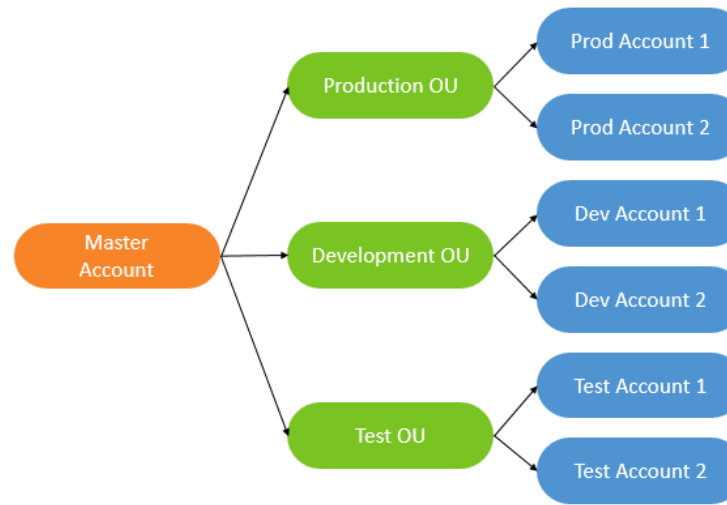 Master
Account
Production OU
Development OU
Test OU
Prod Account 1
Prod Account 2
Dev Account 1
Dev Account 2
Test Account 1
Test Account 2